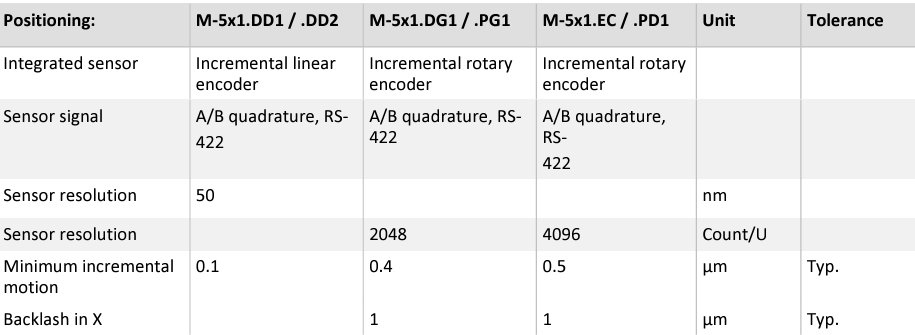 Positioning: M-5x1.DD1 / .DD2 M-5x1.DG1 / .PG1 M-5x1.EC / .PD1 Unit Tolerance
Integrated sensor Incremental linear Incremental rotary Incremental rotary
encoder encoder encoder
Sensor signal A/B quadrature, RS- A/B quadrature, RS- A/B quadrature,
422 422 RS-
422
Sensor resolution 50 nm
Sensor resolution 2048 4096 Count/U
Minimum incremental 0.1 0.4 0.5 µm Typ.
motion
Backlash in X 1 1 µm Typ.